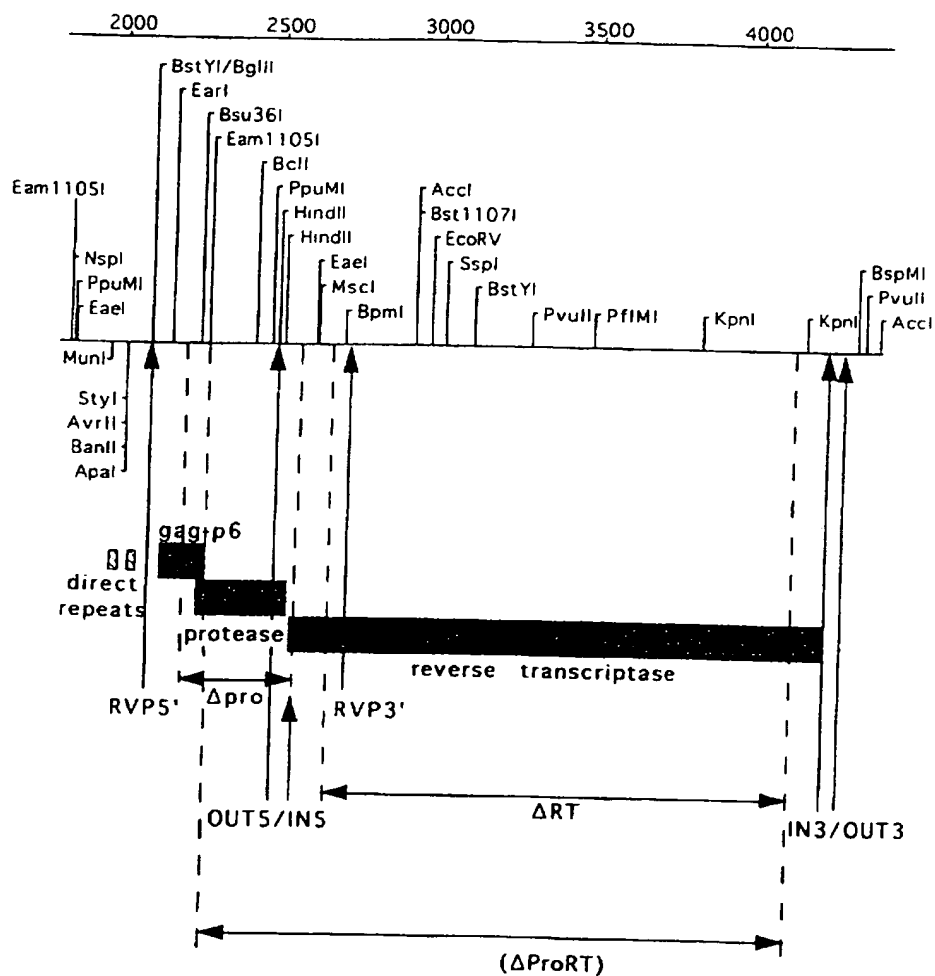 2000 2500 3000 3500 4000
BstYI/BglII
EarI
Bsu36I
Eam1105I
BclI
Eam1105I
PpuMI
AccI
HindII
Bst1107I
HindII
EcoRV
NspI
EaeI
SspI
BspMI
PpuMI
MscI
BstYI
PvuII
EaeI
BpmI
PvuII
PflMI
KpnI
KpnI
AccI
MunI
StyI
AvrII
BanII
ApaI
gag-p6
direct
repeats
protease
reverse transcriptase
Δpro
RVP5'
RVP3'
OUT5/IN5
ΔRT
IN3/OUT3
(ΔProRT)